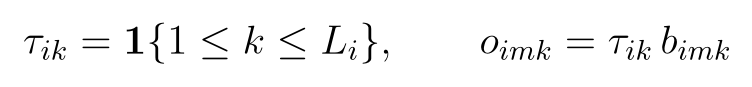 τ_{ik} = 𝟏{1 ≤ k ≤ L_i}, o_{imk} = τ_{ik} b_{imk}